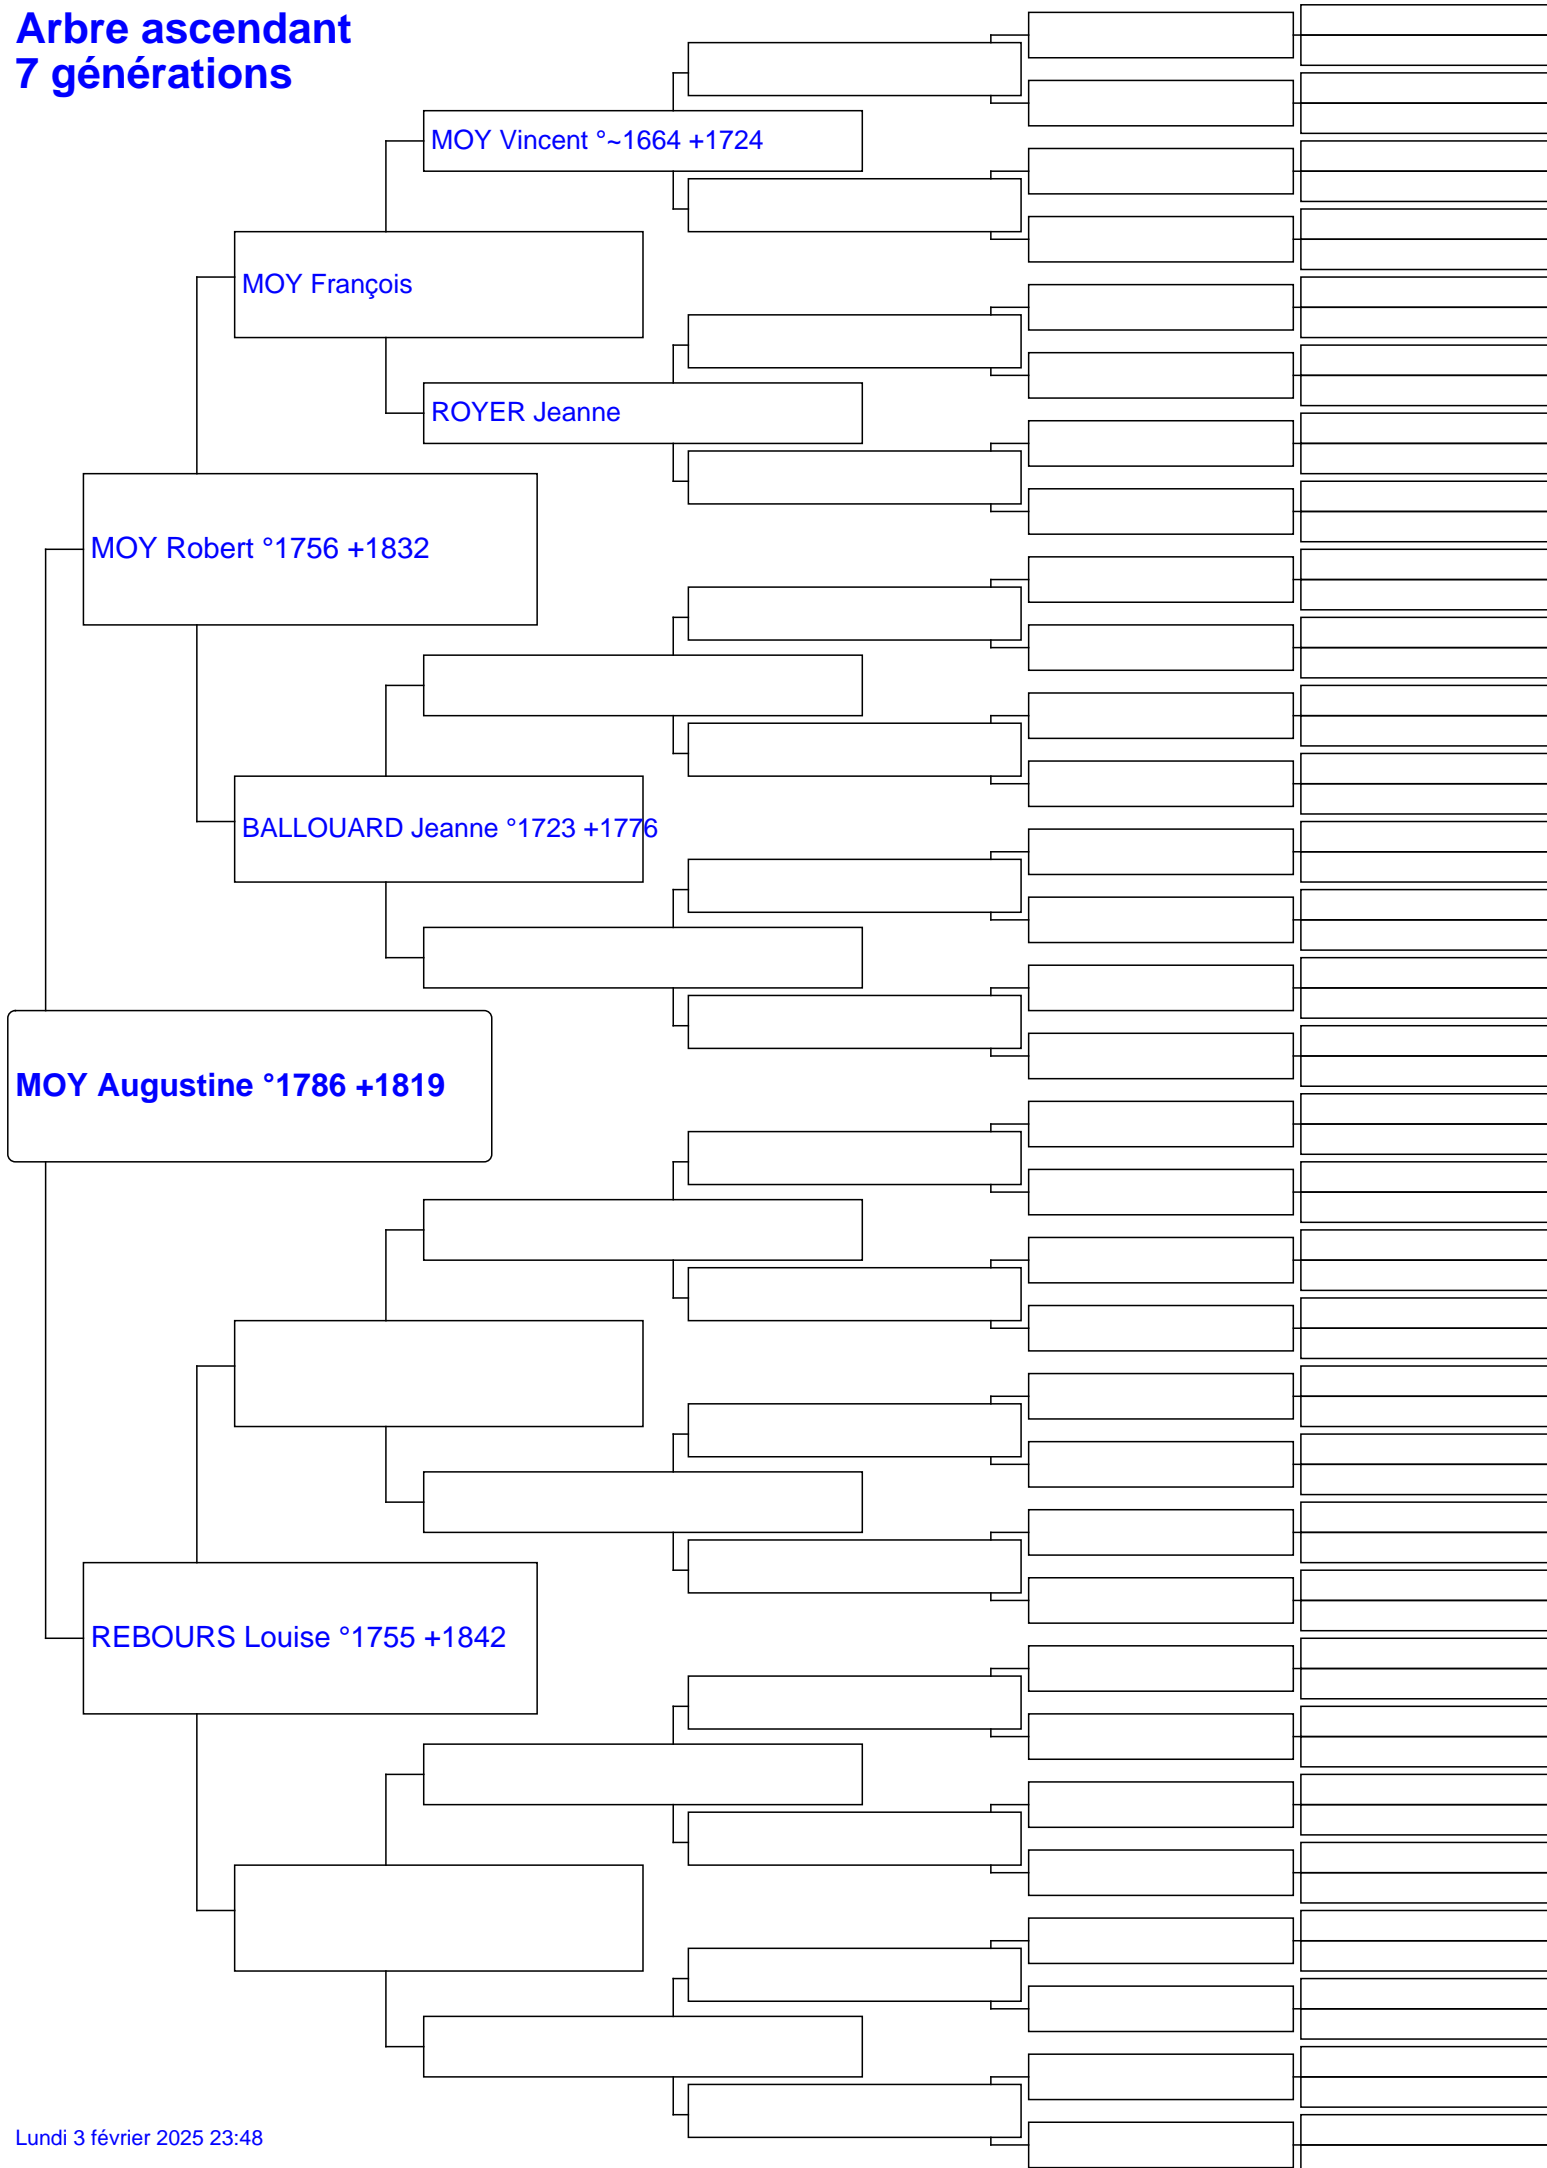 Arbre ascendant
7 générations
MOY Vincent °~1664 +1724
MOY François
ROYER Jeanne
MOY Robert °1756 +1832
BALLOUARD Jeanne °1723 +1776
MOY Augustine °1786 +1819
REBOURS Louise °1755 +1842
Lundi 3 février 2025 23:48